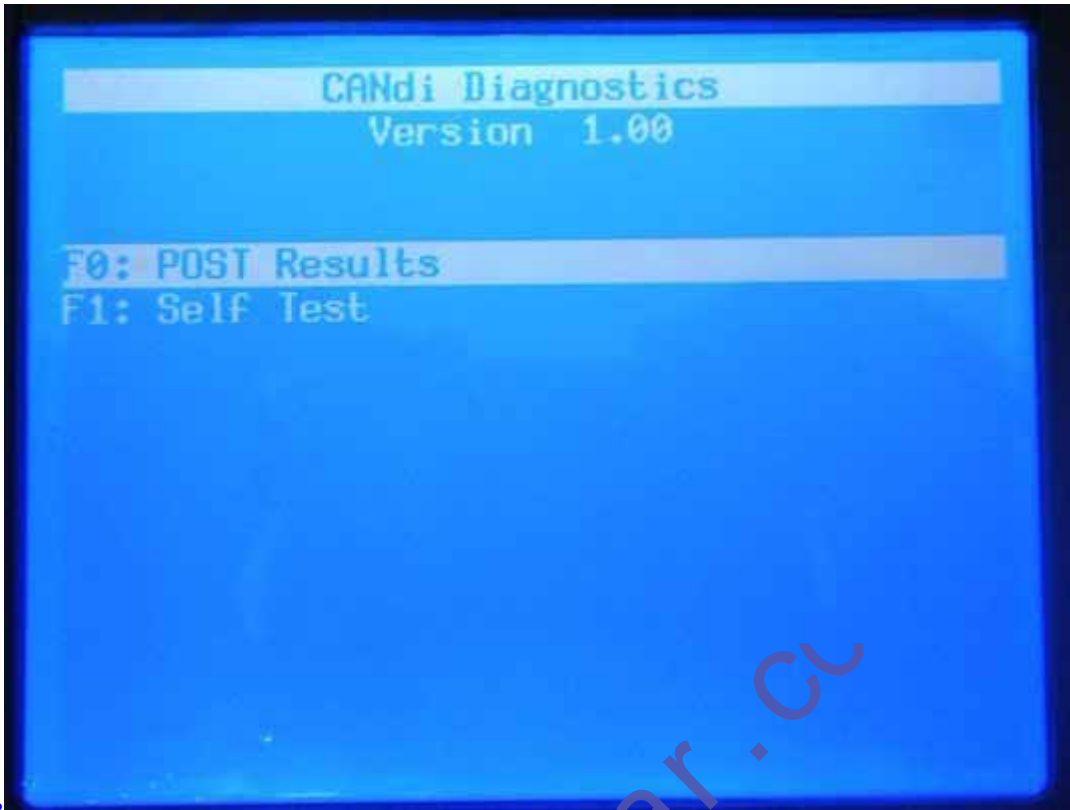 CANdi Diagnostics
Version 1.00
F0: POST Results
F1: Self Test